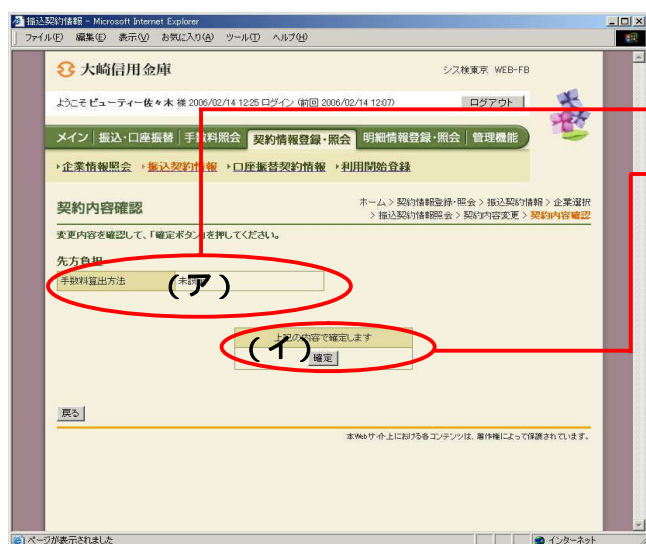 振込契約情報 - Microsoft Internet Explorer
ファイル(F) 編集(E) 表示(V) お気に入り(A) ツール(T) ヘルプ(H)
大崎信用金庫
シス検東京 WEB-FB
ようこそ ビューティー佐々木 様 2006/02/14 12:25 ログイン (前回 2006/02/14 12:07)
ログアウト
メイン 振込・口座振替 手数料照会 契約情報登録・照会 明細情報登録・照会 管理機能
企業情報照会 振込契約情報 口座振替契約情報 利用開始登録
契約内容確認
ホーム > 契約情報登録・照会 > 振込契約情報 > 企業選択
> 振込契約情報照会 > 契約内容変更 > 契約内容確認
変更内容を確認して、「確定ボタン」を押してください。
先方負担
手数料算出方法 未設定
(ア)
上記の内容で確定します
(イ)
確定
戻る
本Webサイト上における各コンテンツは、著作権によって保護されています。
ページが表示されました
インターネット